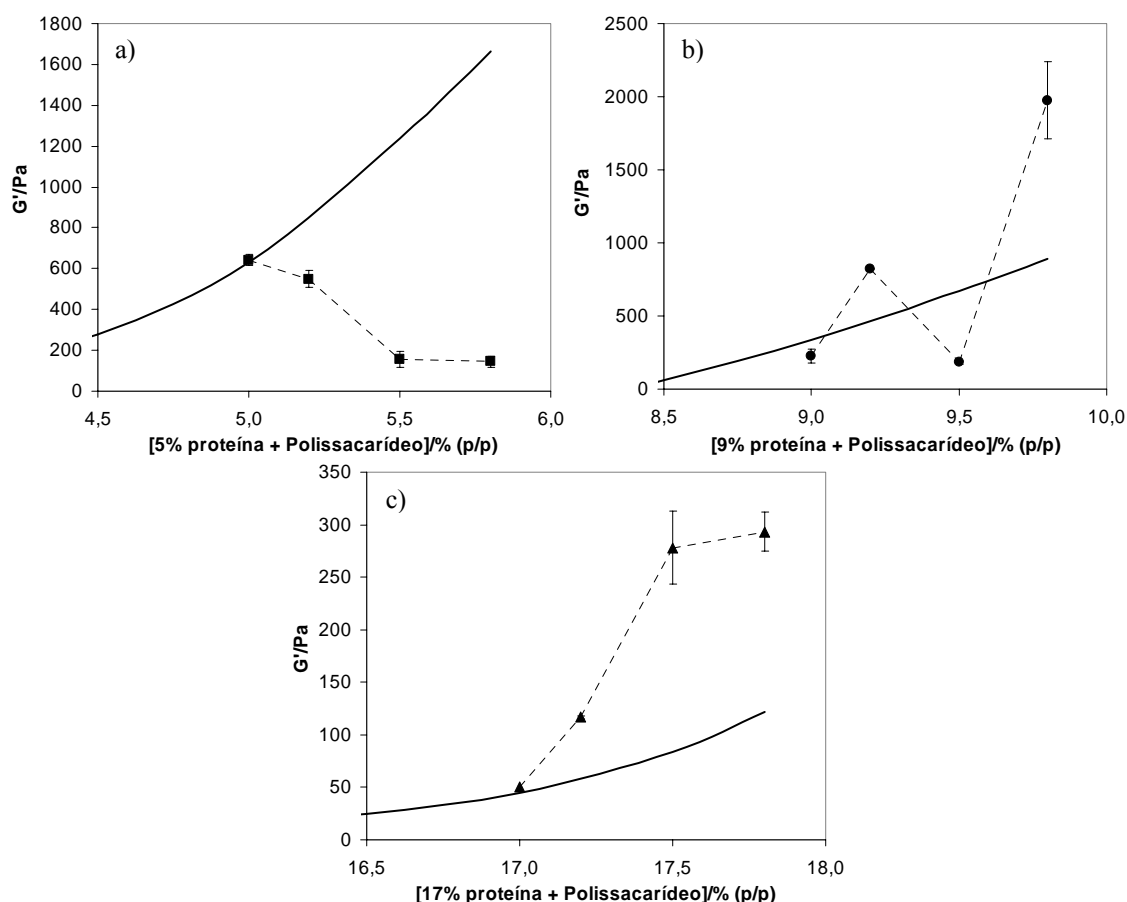 a)
1800
1600
1400
1200
1000
800
600
400
200
0
G'/Pa
4,5 5,0 5,5 6,0
[5% proteína + Polissacarídeo]/% (p/p)
b)
2500
2000
1500
1000
500
0
G'/Pa
8,5 9,0 9,5 10,0
[9% proteína + Polissacarídeo]/% (p/p)
c)
350
300
250
200
150
100
50
0
G'/Pa
16,5 17,0 17,5 18,0
[17% proteína + Polissacarídeo]/% (p/p)